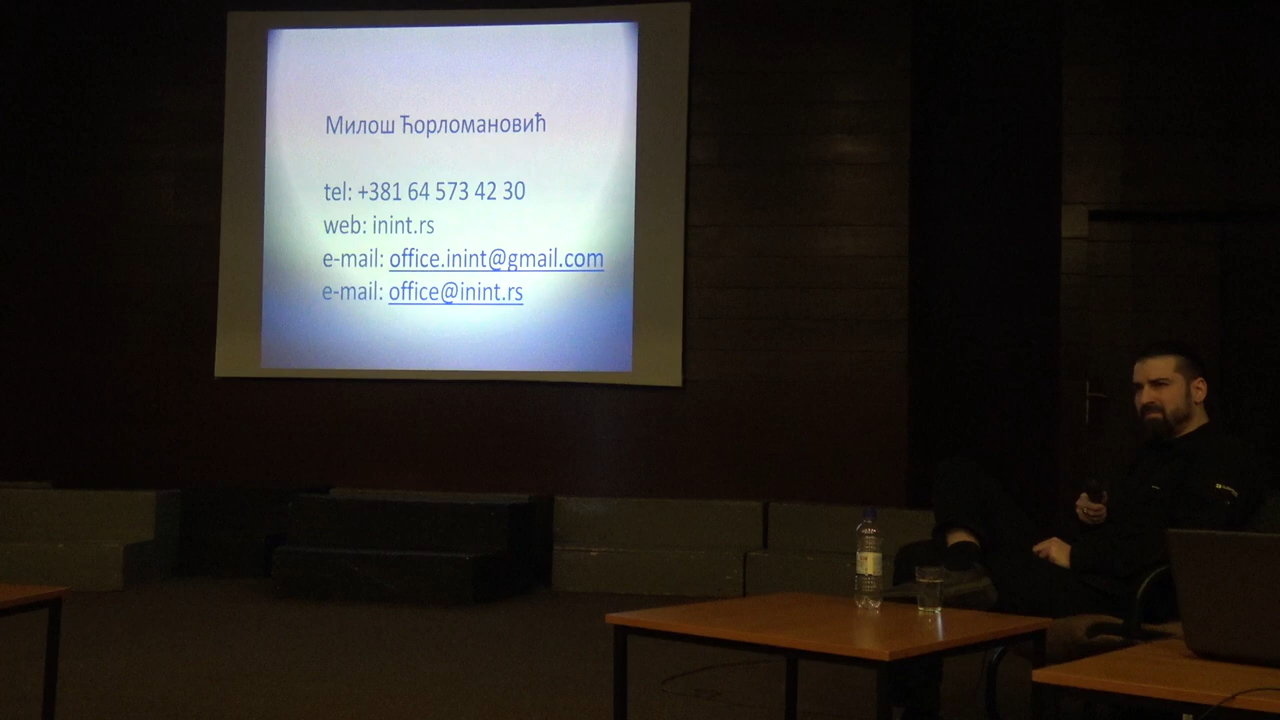 Милош Ћорломановић
tel: +381 64 573 42 30
web: inint.rs
e-mail: office.inint@gmail.com
e-mail: office@inint.rs